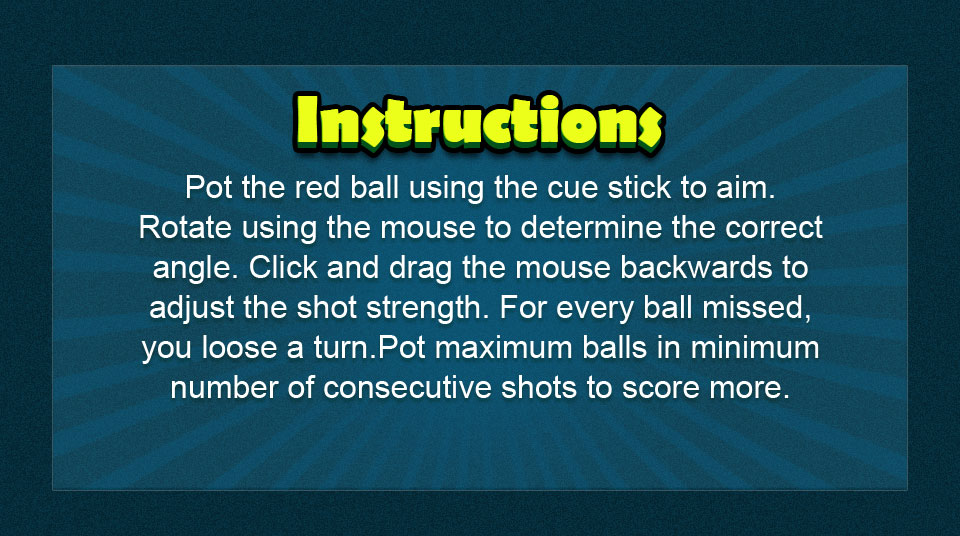 Instructions
Pot the red ball using the cue stick to aim.
Rotate using the mouse to determine the correct
angle. Click and drag the mouse backwards to
adjust the shot strength. For every ball missed,
you loose a turn.Pot maximum balls in minimum
number of consecutive shots to score more.